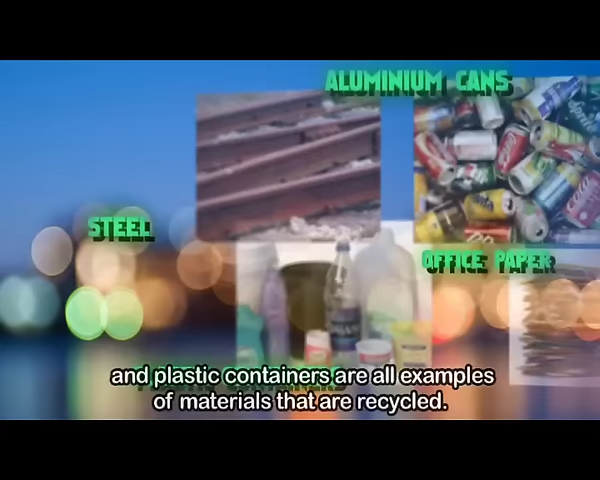 ALUMINIUM CANS
STEEL
OFFICE PAPER
and plastic containers are all examples
of materials that are recycled.